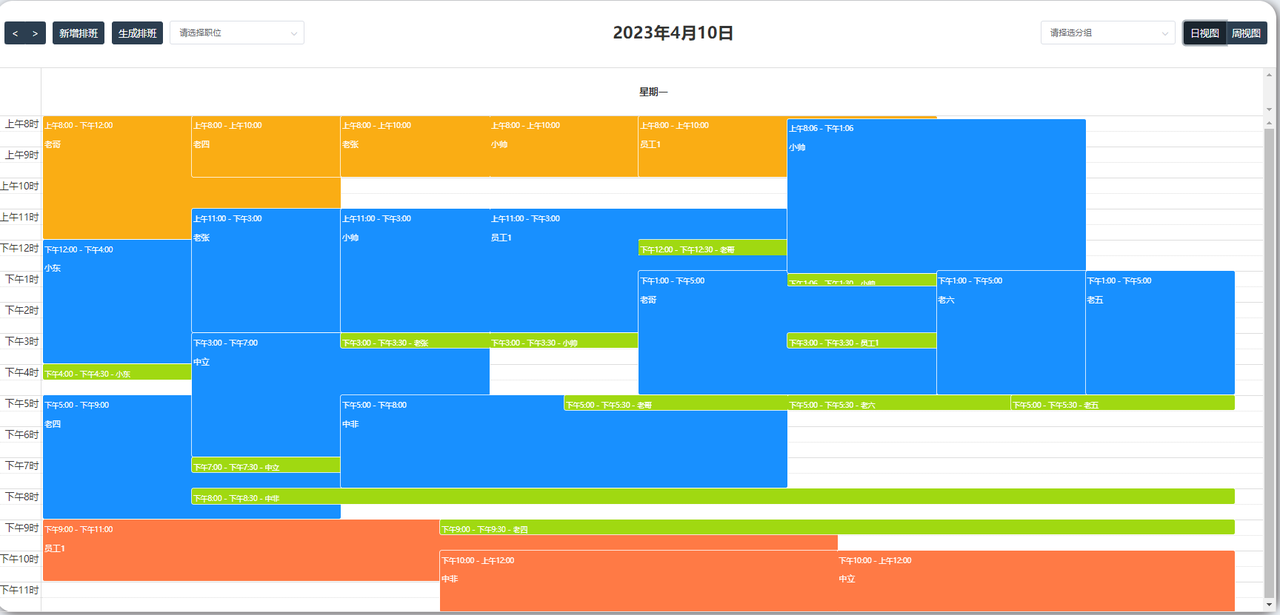 < > 新增排班 生成排班 请选择职位 2023年4月10日 请择选分组 日视图 周视图
星期一
上午8时
上午9时
上午10时
上午11时
下午12时
下午1时
下午2时
下午3时
下午4时
下午5时
下午6时
下午7时
下午8时
下午9时
下午10时
下午11时
上午8:00 - 下午12:00
老哥
上午8:00 - 上午10:00
老四
上午8:00 - 上午10:00
老张
上午8:00 - 上午10:00
小帅
上午8:00 - 上午10:00
员工1
上午8:06 - 下午1:06
小帅
上午11:00 - 下午3:00
老张
上午11:00 - 下午3:00
小帅
上午11:00 - 下午3:00
员工1
下午12:00 - 下午4:00
小东
下午12:00 - 下午12:30 - 老哥
下午1:00 - 下午5:00
老哥
下午1:06 - 下午1:30 - 小帅
下午1:00 - 下午5:00
老六
下午1:00 - 下午5:00
老五
下午3:00 - 下午7:00
中立
下午3:00 - 下午3:30 - 老张
下午3:00 - 下午3:30 - 小帅
下午3:00 - 下午3:30 - 员工1
下午4:00 - 下午4:30 - 小东
下午5:00 - 下午9:00
老四
下午5:00 - 下午8:00
中非
下午5:00 - 下午5:30 - 老哥
下午5:00 - 下午5:30 - 老六
下午5:00 - 下午5:30 - 老五
下午7:00 - 下午7:30 - 中立
下午8:00 - 下午8:30 - 中非
下午9:00 - 下午11:00
员工1
下午9:00 - 下午9:30 - 老四
下午10:00 - 上午12:00
中非
下午10:00 - 上午12:00
中立